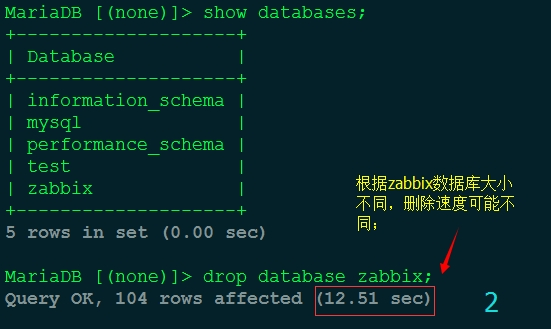 MariaDB [(none)]> show databases;
+--------------------+
| Database           |
+--------------------+
| information_schema |
| mysql              |
| performance_schema |
| test               |
| zabbix             |
+--------------------+
5 rows in set (0.00 sec)
根据zabbix数据库大小
不同，删除速度可能不
同；
MariaDB [(none)]> drop database zabbix;
Query OK, 104 rows affected (12.51 sec)
2